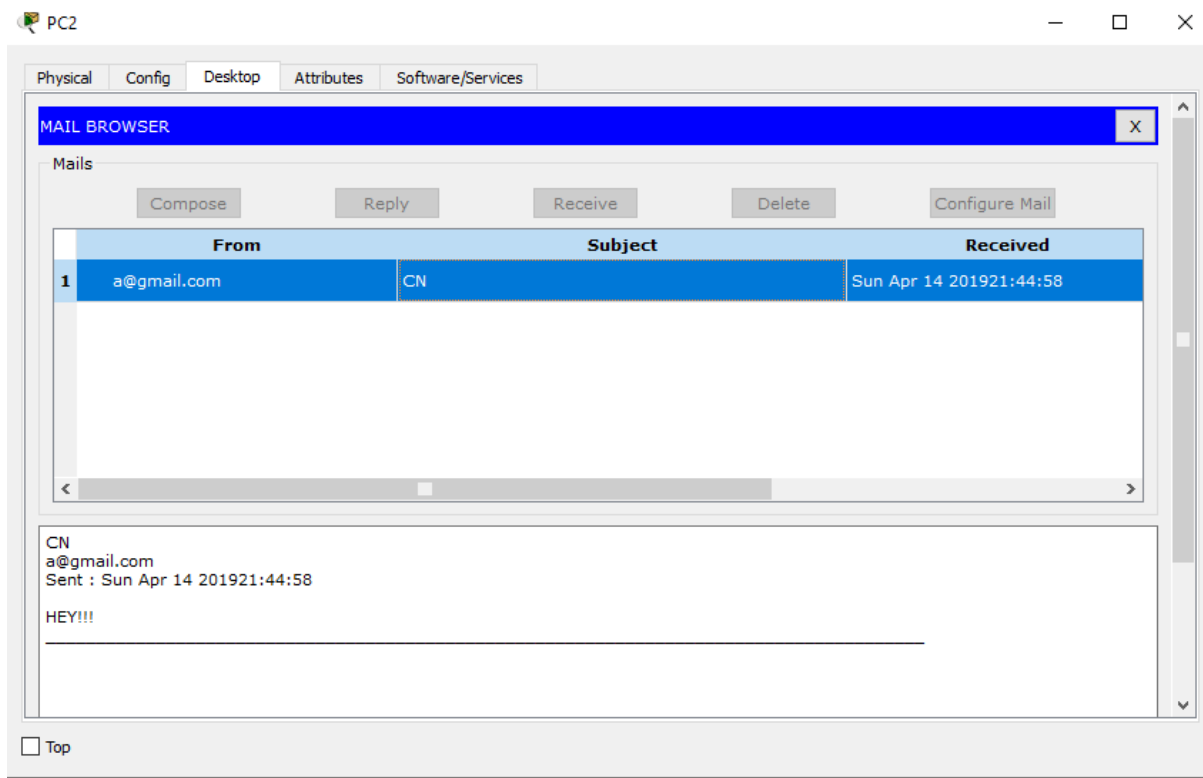 PC2
Physical Config Desktop Attributes Software/Services
MAIL BROWSER X
Mails
Compose Reply Receive Delete Configure Mail
From Subject Received
1 a@gmail.com CN Sun Apr 14 201921:44:58
CN
a@gmail.com
Sent : Sun Apr 14 201921:44:58
HEY!!!
Top